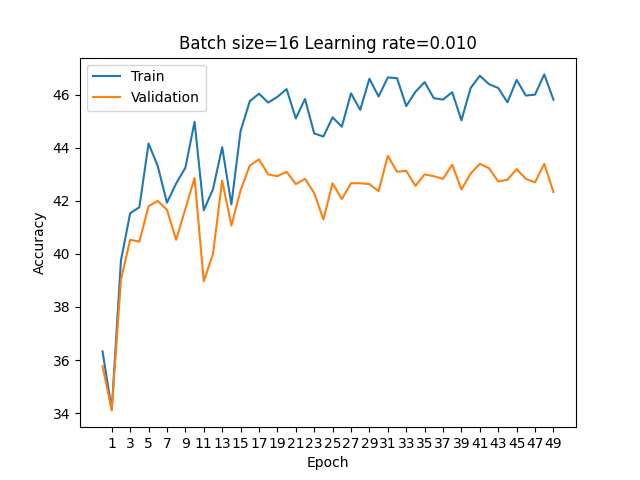 Batch size=16 Learning rate=0.010
Train
Validation
46
44
42
40
38
36
34
Accuracy
1 3 5 7 9 11 13 15 17 19 21 23 25 27 29 31 33 35 37 39 41 43 45 47 49
Epoch